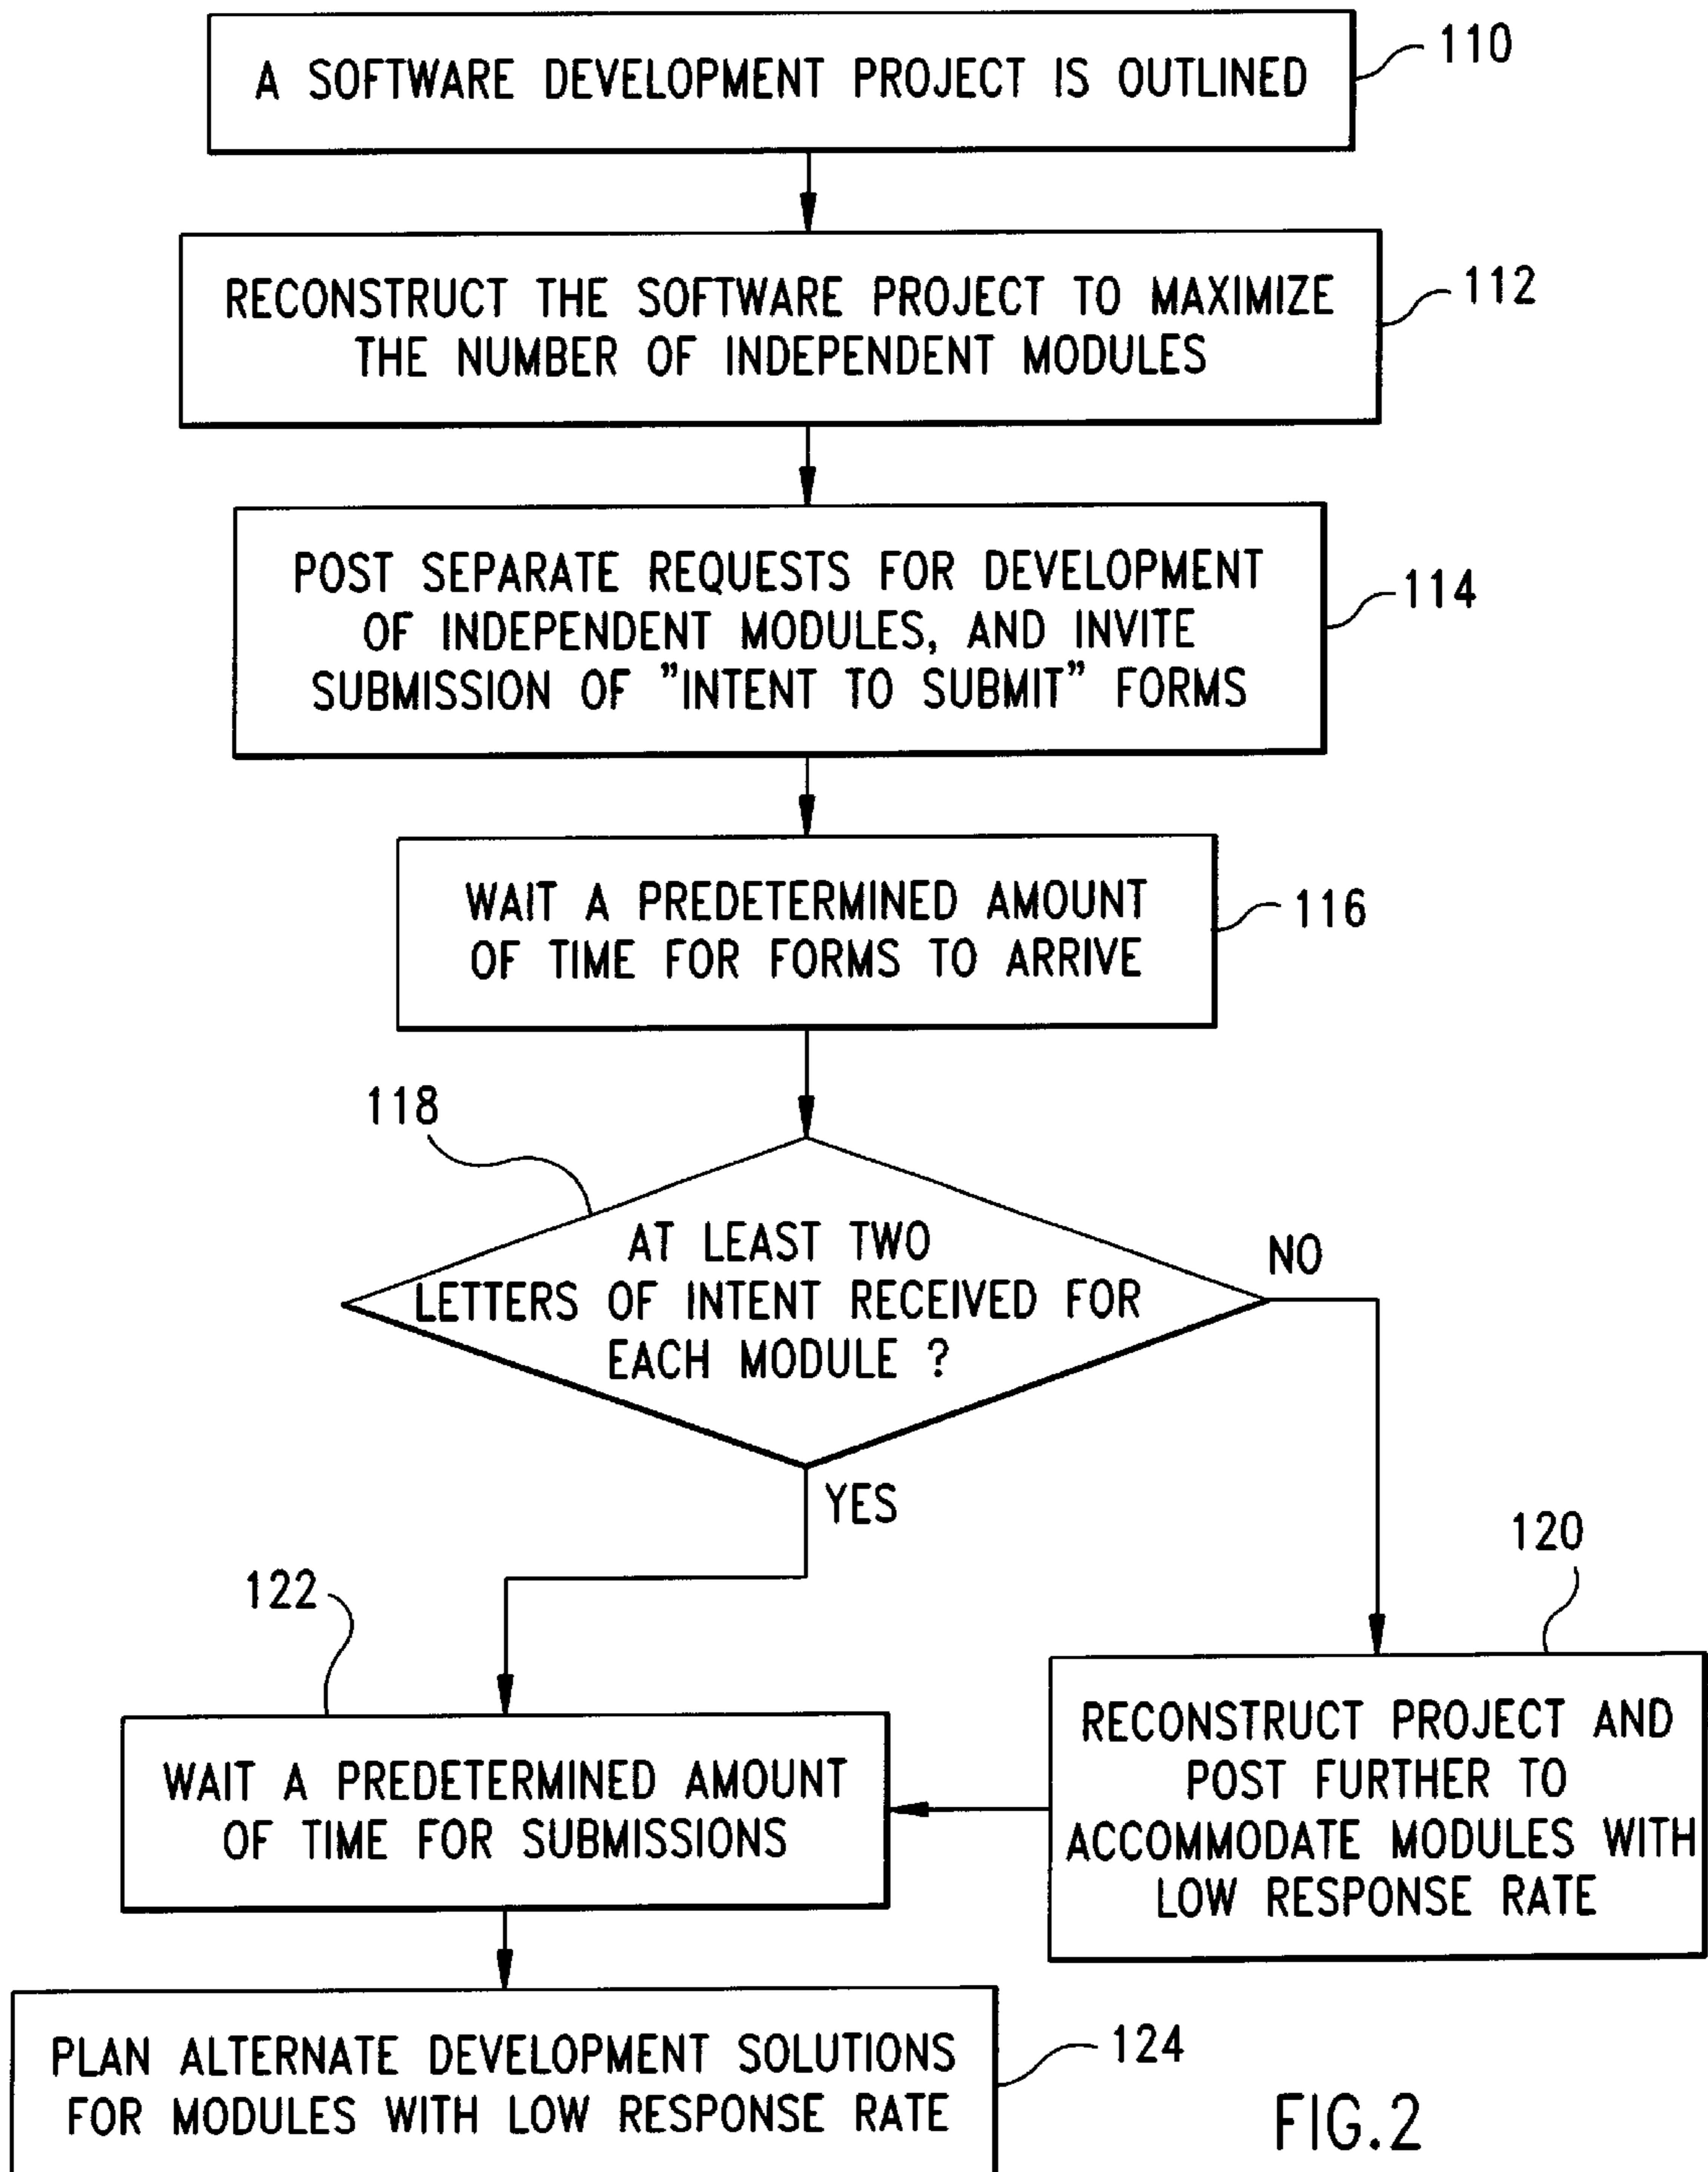 A SOFTWARE DEVELOPMENT PROJECT IS OUTLINED
110
RECONSTRUCT THE SOFTWARE PROJECT TO MAXIMIZE
THE NUMBER OF INDEPENDENT MODULES
112
POST SEPARATE REQUESTS FOR DEVELOPMENT
OF INDEPENDENT MODULES, AND INVITE
SUBMISSION OF "INTENT TO SUBMIT" FORMS
114
WAIT A PREDETERMINED AMOUNT
OF TIME FOR FORMS TO ARRIVE
116
118
AT LEAST TWO
LETTERS OF INTENT RECEIVED FOR
EACH MODULE ?
NO
YES
120
RECONSTRUCT PROJECT AND
POST FURTHER TO
ACCOMMODATE MODULES WITH
LOW RESPONSE RATE
122
WAIT A PREDETERMINED AMOUNT
OF TIME FOR SUBMISSIONS
PLAN ALTERNATE DEVELOPMENT SOLUTIONS
FOR MODULES WITH LOW RESPONSE RATE
124
FIG.2